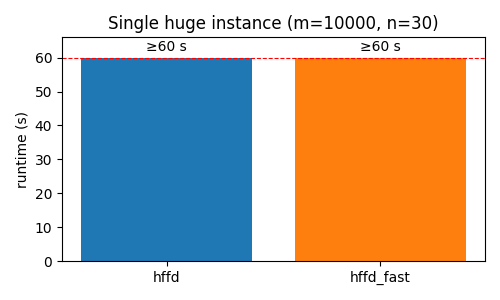 Single huge instance (m=10000, n=30)
≥60 s
≥60 s
runtime (s)
60
50
40
30
20
10
0
hffd
hffd_fast